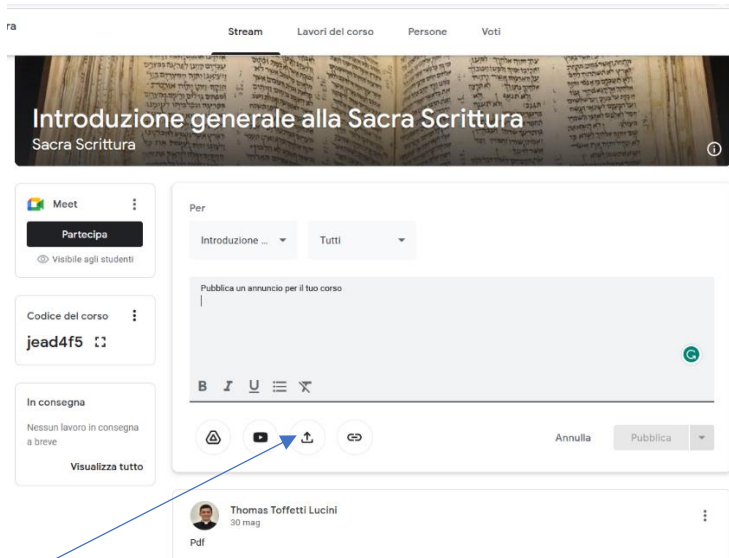 ra
Stream Lavori del corso Persone Voti
Introduzione generale alla Sacra Scrittura
Sacra Scrittura
Meet
Partecipa
Visibile agli studenti
Codice del corso
jead4f5
In consegna
Nessun lavoro in consegna
a breve
Visualizza tutto
Per
Introduzione ... Tutti
Pubblica un annuncio per il tuo corso
B I U
Annulla Pubblica
Thomas Toffetti Lucini
30 mag
Pdf